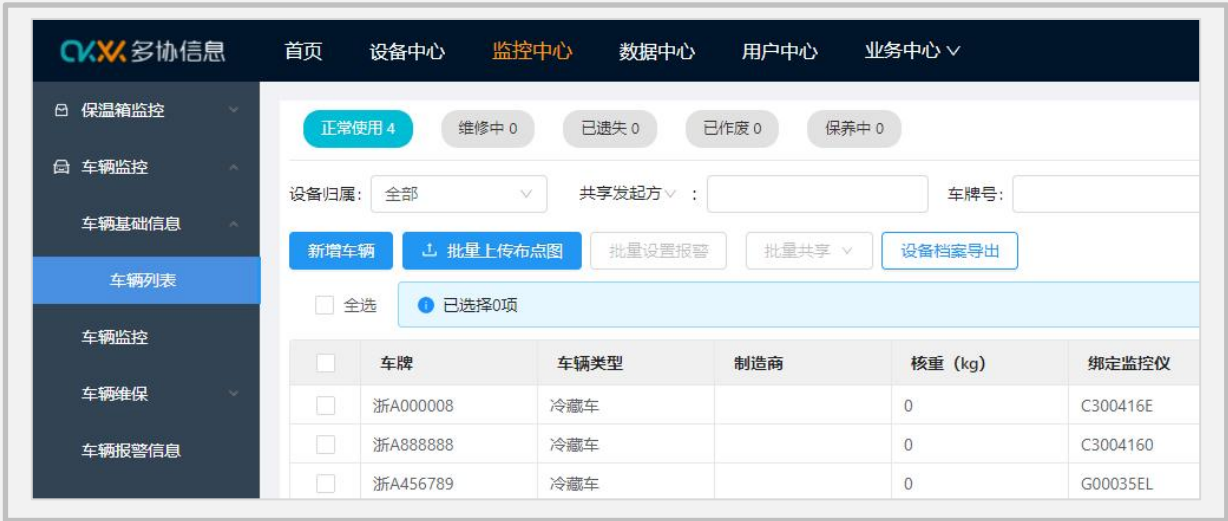 CKXX 多协信息 首页 设备中心 监控中心 数据中心 用户中心 业务中心
保温箱监控
车辆监控
车辆基础信息
车辆列表
车辆监控
车辆维保
车辆报警信息
正常使用 4 维修中 0 已遗失 0 已作废 0 保养中 0
设备归属: 全部 共享发起方 : 车牌号:
新增车辆 批量上传布点图 批量设置报警 批量共享 设备档案导出
全选 已选择0项
车牌 车辆类型 制造商 核重（kg） 绑定监控仪
浙A000008 冷藏车 0 C300416E
浙A888888 冷藏车 0 C3004160
浙A456789 冷藏车 0 G00035EL